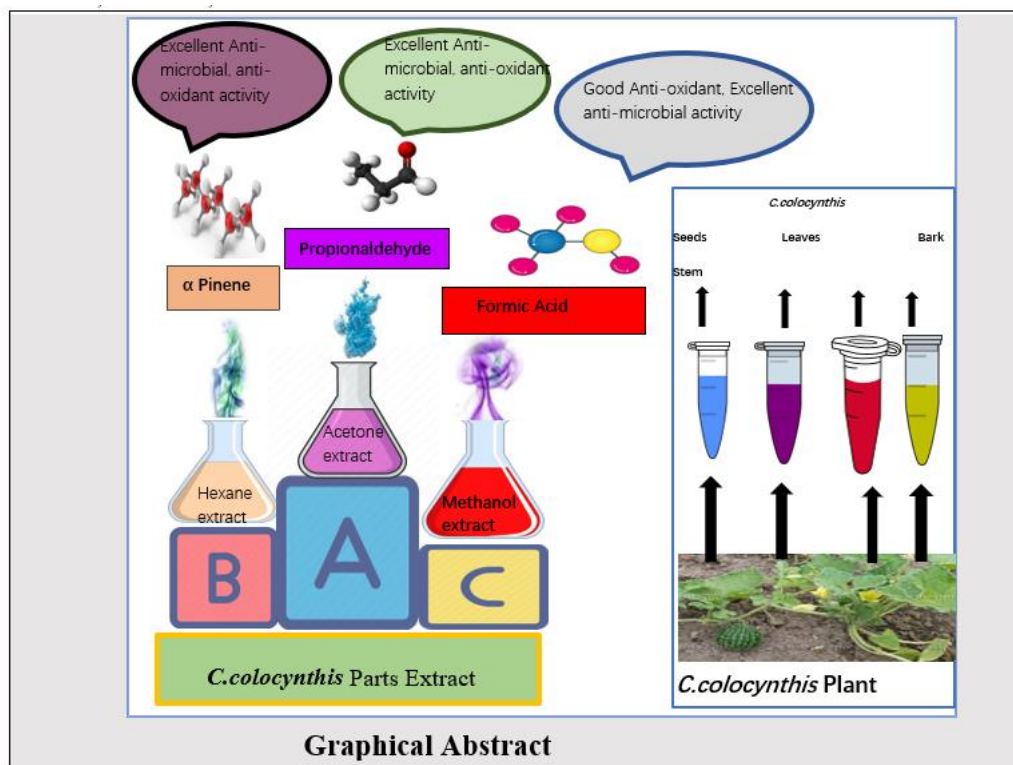 Excellent Anti-
microbial, anti-
oxidant activity
Excellent Anti-
microbial, anti-oxidant
activity
Good Anti-oxidant, Excellent
anti-microbial activity
α Pinene
Propionaldehyde
Formic Acid
Hexane
extract
Acetone
extract
Methanol
extract
B
A
C
C.colocynthis Parts Extract
C.colocynthis
Seeds Leaves Bark
Stem
C.colocynthis Plant
Graphical Abstract